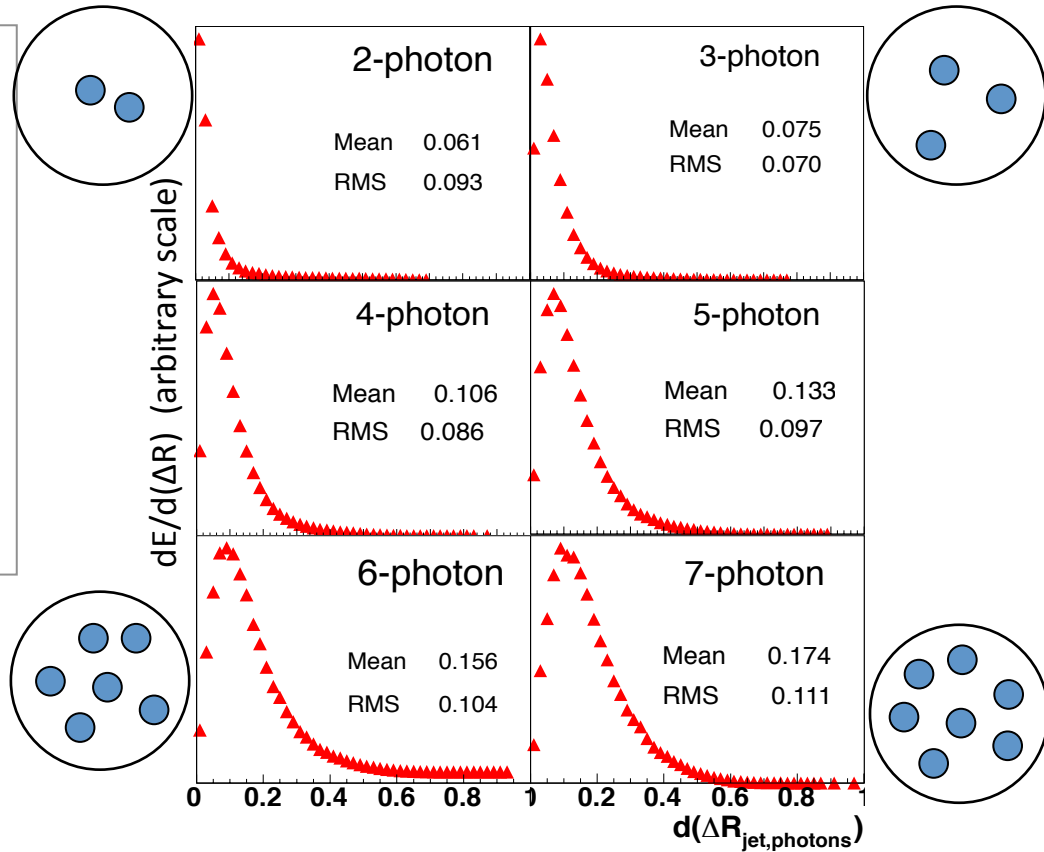 2-photon
Mean 0.061
RMS 0.093
3-photon
Mean 0.075
RMS 0.070
dE/d(ΔR) (arbitrary scale)
4-photon
Mean 0.106
RMS 0.086
5-photon
Mean 0.133
RMS 0.097
6-photon
Mean 0.156
RMS 0.104
7-photon
Mean 0.174
RMS 0.111
0 0.2 0.4 0.6 0.8 0.2 0.4 0.6 0.8 1
d(ΔR jet,photons)